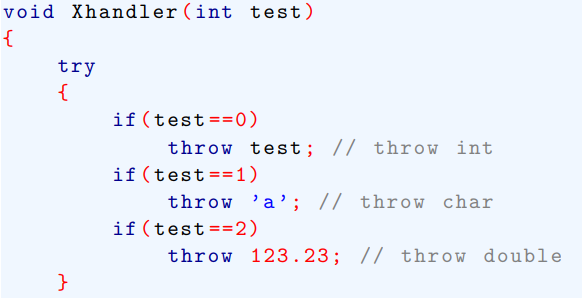 void Xhandler(int test)
{
    try
    {
        if(test==0)
            throw test; // throw int
        if(test==1)
            throw ’a’; // throw char
        if(test==2)
            throw 123.23; // throw double
    }